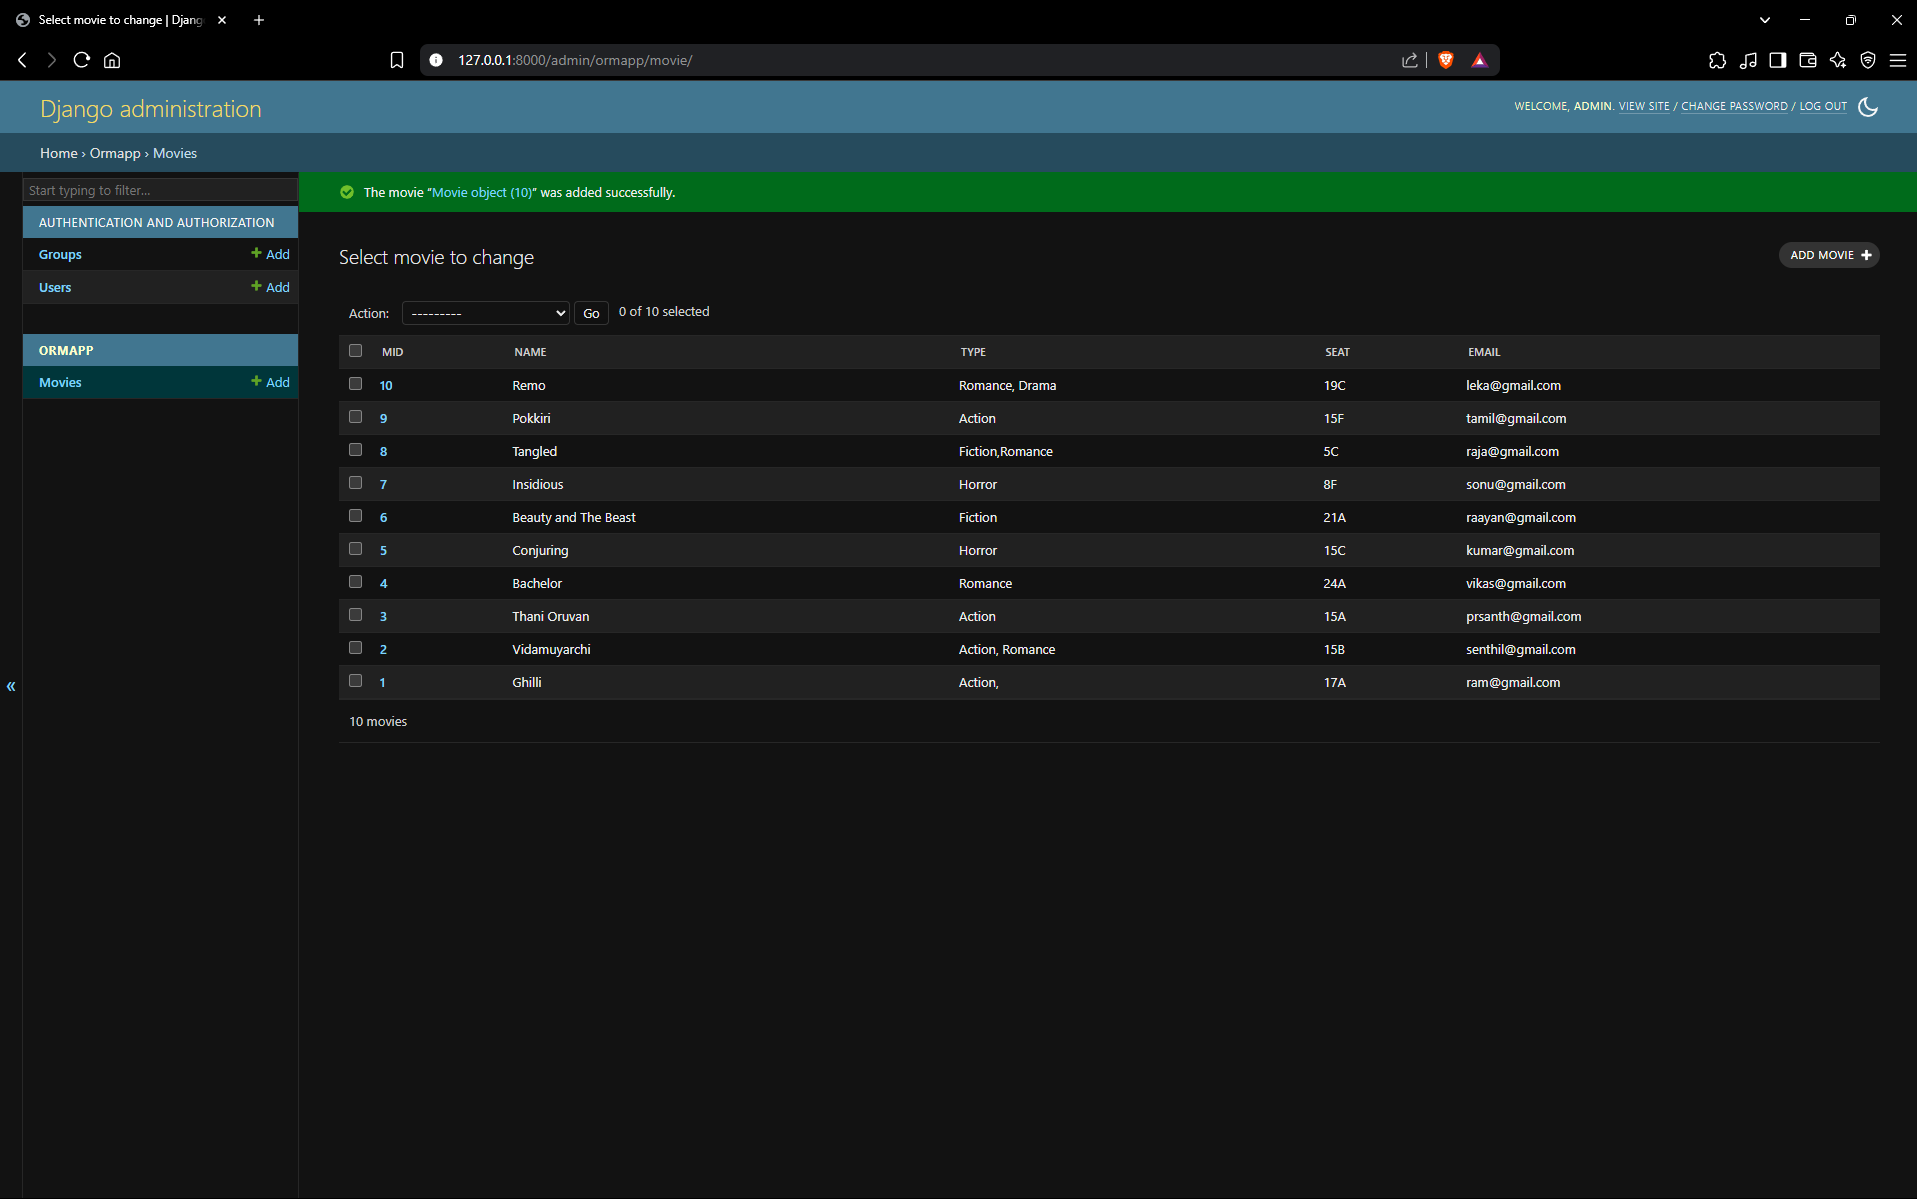 Select movie to change | Djang
127.0.0.1:8000/admin/ormapp/movie/
Django administration
WELCOME, ADMIN. VIEW SITE / CHANGE PASSWORD / LOG OUT
Home › Ormapp › Movies
Start typing to filter...
The movie “Movie object (10)” was added successfully.
AUTHENTICATION AND AUTHORIZATION
Groups + Add
Users + Add
ORMAPP
Movies + Add
Select movie to change
ADD MOVIE +
Action: --------- Go 0 of 10 selected
MID NAME TYPE SEAT EMAIL
10 Remo Romance, Drama 19C leka@gmail.com
9 Pokkiri Action 15F tamil@gmail.com
8 Tangled Fiction,Romance 5C raja@gmail.com
7 Insidious Horror 8F sonu@gmail.com
6 Beauty and The Beast Fiction 21A raayan@gmail.com
5 Conjuring Horror 15C kumar@gmail.com
4 Bachelor Romance 24A vikas@gmail.com
3 Thani Oruvan Action 15A prsanth@gmail.com
2 Vidamuyarchi Action, Romance 15B senthil@gmail.com
1 Ghilli Action, 17A ram@gmail.com
10 movies
«